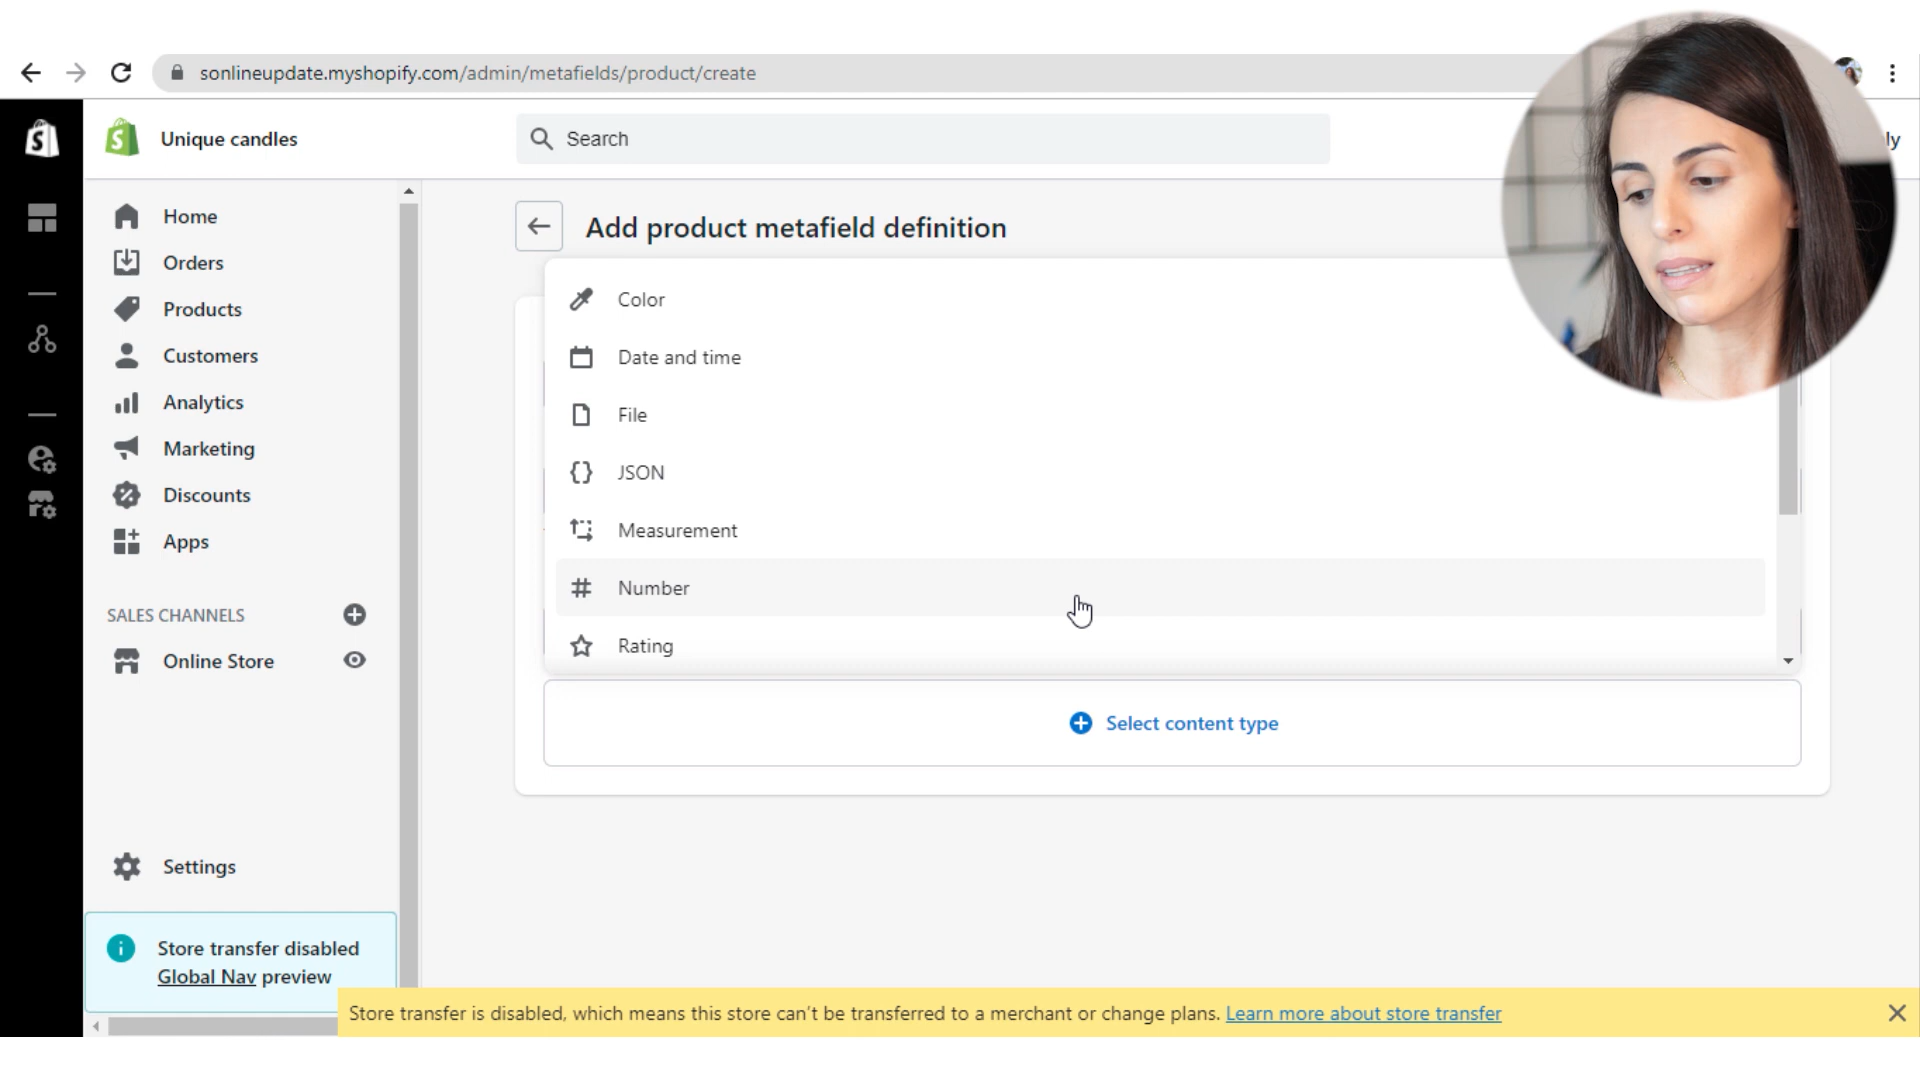 sonlineupdate.myshopify.com/admin/metafields/product/create
Unique candles
Search
ly
Home
Orders
Products
Customers
Analytics
Marketing
Discounts
Apps
SALES CHANNELS
Online Store
Settings
Store transfer disabled
Global Nav preview
Add product metafield definition
Color
Date and time
File
JSON
Measurement
Number
Rating
Select content type
Store transfer is disabled, which means this store can't be transferred to a merchant or change plans. Learn more about store transfer